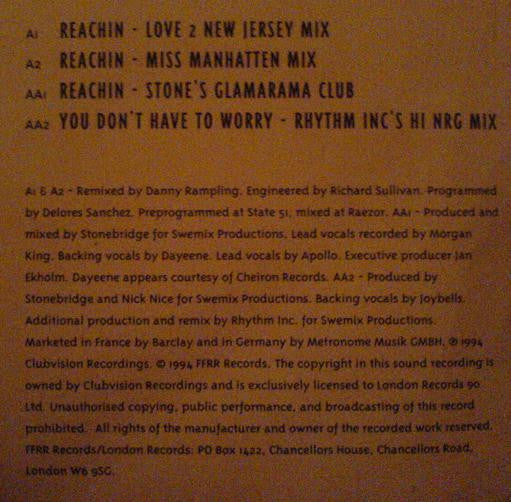 A1 REACHIN - LOVE 2 NEW JERSEY MIX
A2 REACHIN - MISS MANHATTEN MIX
AA1 REACHIN - STONE'S GLAMARAMA CLUB
AA2 YOU DON'T HAVE TO WORRY - RHYTHM INC'S HI NRG MIX
A1 & A2 - Remixed by Danny Rampling. Engineered by Richard Sullivan. Programmed
by Delores Sanchez. Preprogrammed at State 51, mixed at Raezor. AA1 - Produced and
mixed by Stonebridge for Swemix Productions. Lead vocals recorded by Morgan
King. Backing vocals by Dayeene. Lead vocals by Apollo. Executive producer Jan
Ekholm. Dayeene appears courtesy of Cheiron Records. AA2 - Produced by
Stonebridge and Nick Nice for Swemix Productions. Backing vocals by Joybells.
Additional production and remix by Rhythm Inc. for Swemix Productions.
Marketed in France by Barclay and in Germany by Metronome Musik GMBH. ℗ 1994
Clubvision Recordings. © 1994 FFRR Records. The copyright in this sound recording is
owned by Clubvision Recordings and is exclusively licensed to London Records 90
Ltd. Unauthorised copying, public performance, and broadcasting of this record
prohibited. All rights of the manufacturer and owner of the recorded work reserved.
FFRR Records/London Records: PO Box 1422, Chancellors House, Chancellors Road,
London W6 9SG.